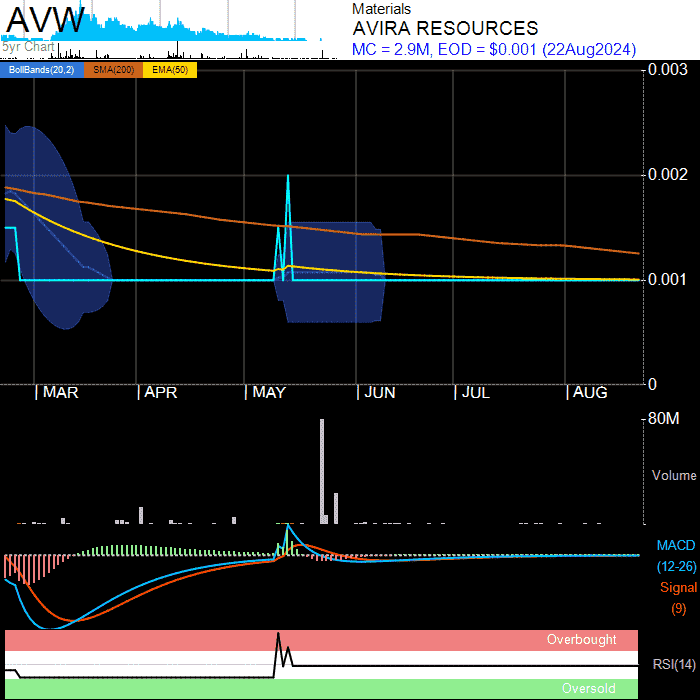 AVW
5yr Chart
Materials
AVIRA RESOURCES
MC = 2.9M, EOD = $0.001 (22Aug2024)
BollBands(20,2) SMA(200) EMA(50)
0.003
0.002
0.001
0
| MAR | APR | MAY | JUN | JUL | AUG
80M
Volume
MACD
(12-26)
Signal
(9)
Overbought
RSI(14)
Oversold